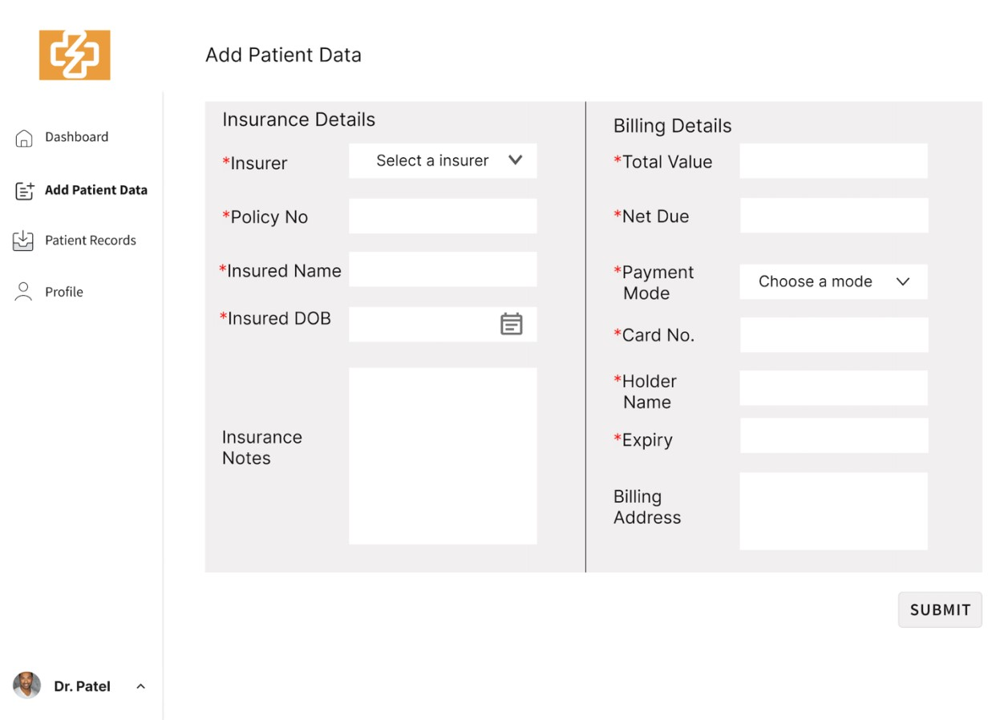 Add Patient Data
Dashboard
Add Patient Data
Patient Records
Profile
Dr. Patel
Insurance Details
*Insurer
Select a insurer
*Policy No
*Insured Name
*Insured DOB
Insurance
Notes
Billing Details
*Total Value
*Net Due
*Payment
Mode
Choose a mode
*Card No.
*Holder
Name
*Expiry
Billing
Address
SUBMIT